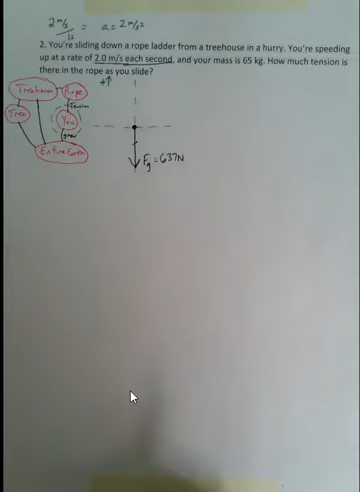 2 m/s / 1s = a = 2 m/s²
2. You're sliding down a rope ladder from a treehouse in a hurry. You're speeding
up at a rate of 2.0 m/s each second, and your mass is 65 kg. How much tension is
there in the rope as you slide?
+↑
Treehouse
Rope
Tension
Tree
You
grav
Entire Earth
Fg = 637N